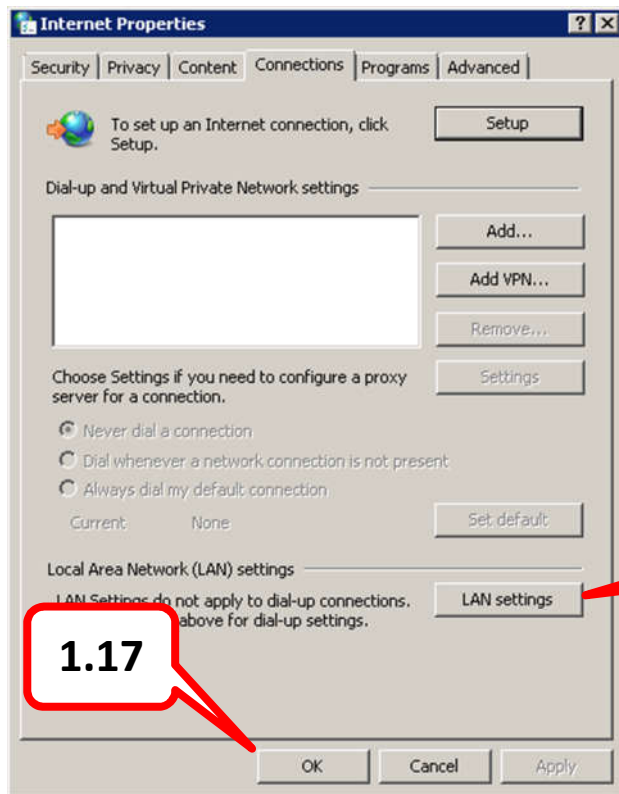 Internet Properties
Security Privacy Content Connections Programs Advanced
To set up an Internet connection, click
Setup.
Setup
Dial-up and Virtual Private Network settings
Add...
Add VPN...
Remove...
Choose Settings if you need to configure a proxy
server for a connection.
Settings
Never dial a connection
Dial whenever a network connection is not present
Always dial my default connection
Current None
Set default
Local Area Network (LAN) settings
LAN Settings do not apply to dial-up connections.
above for dial-up settings.
LAN settings
1.17
OK Cancel Apply